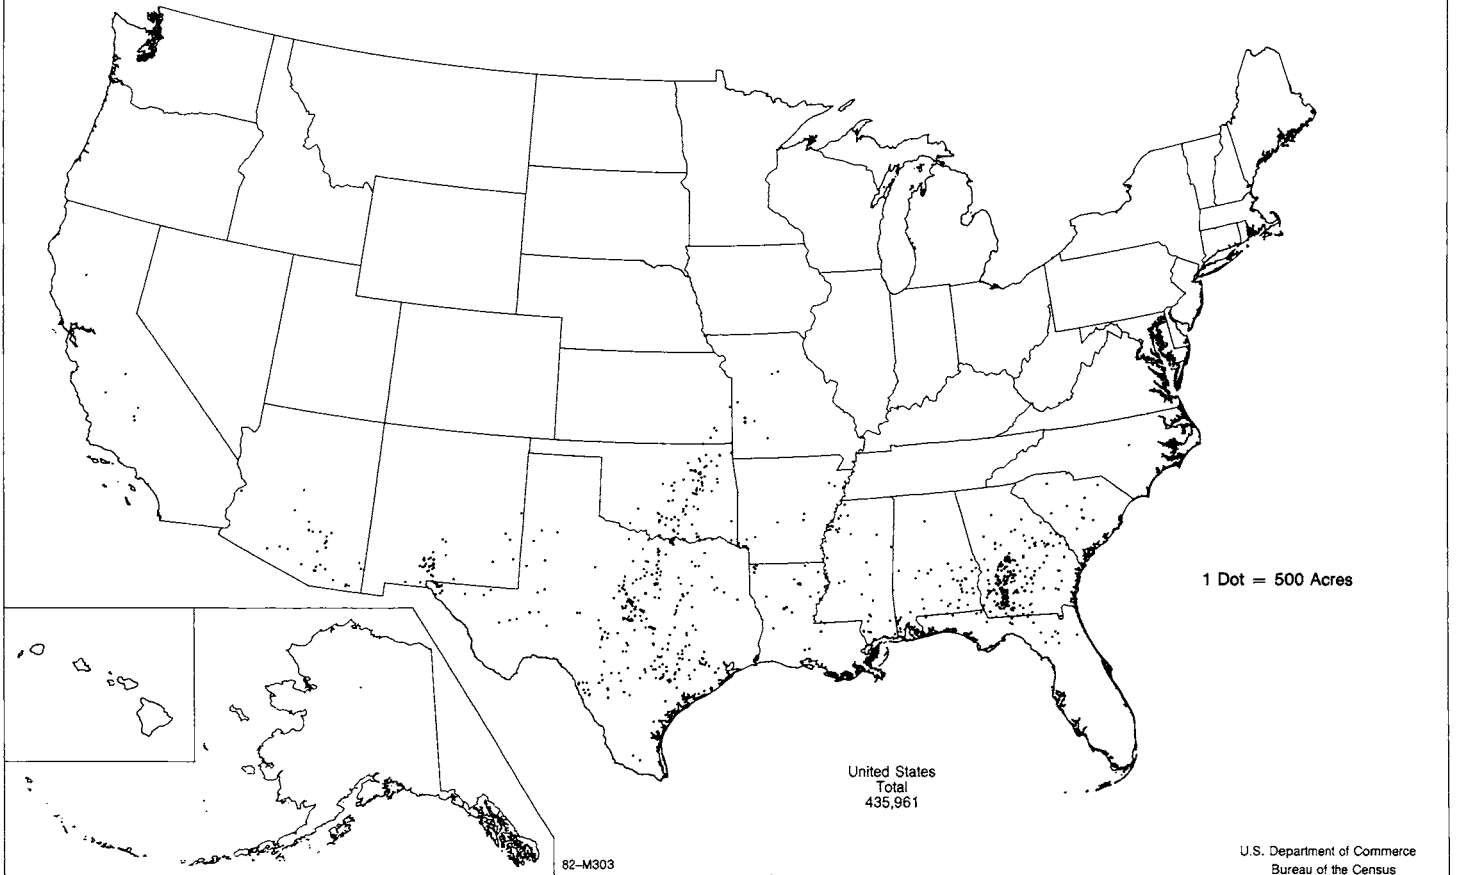 1 Dot = 500 Acres
United States
Total
435,961
82–M303
U.S. Department of Commerce
Bureau of the Census